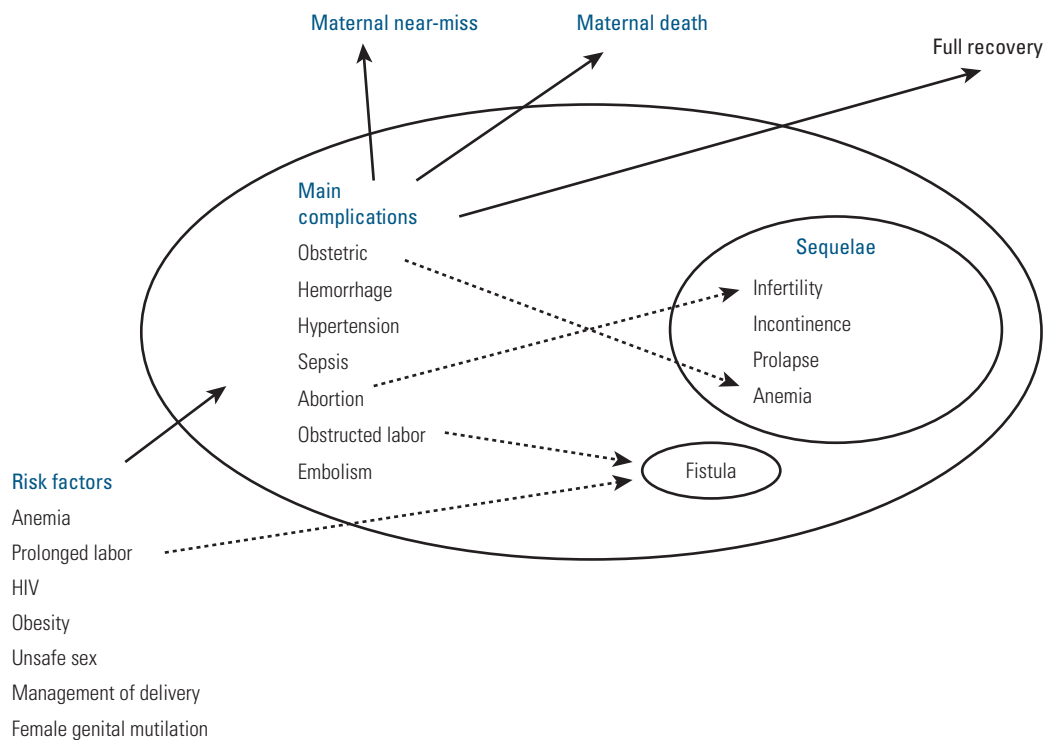 Maternal near-miss
Maternal death
Full recovery
Main
complications
Obstetric
Hemorrhage
Hypertension
Sepsis
Abortion
Obstructed labor
Embolism
Sequelae
Infertility
Incontinence
Prolapse
Anemia
Fistula
Risk factors
Anemia
Prolonged labor
HIV
Obesity
Unsafe sex
Management of delivery
Female genital mutilation